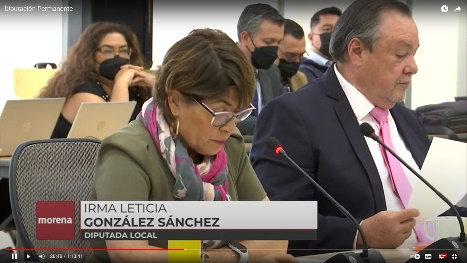 Diputación Permanente
morena
IRMA LETICIA
GONZÁLEZ SÁNCHEZ
DIPUTADA LOCAL